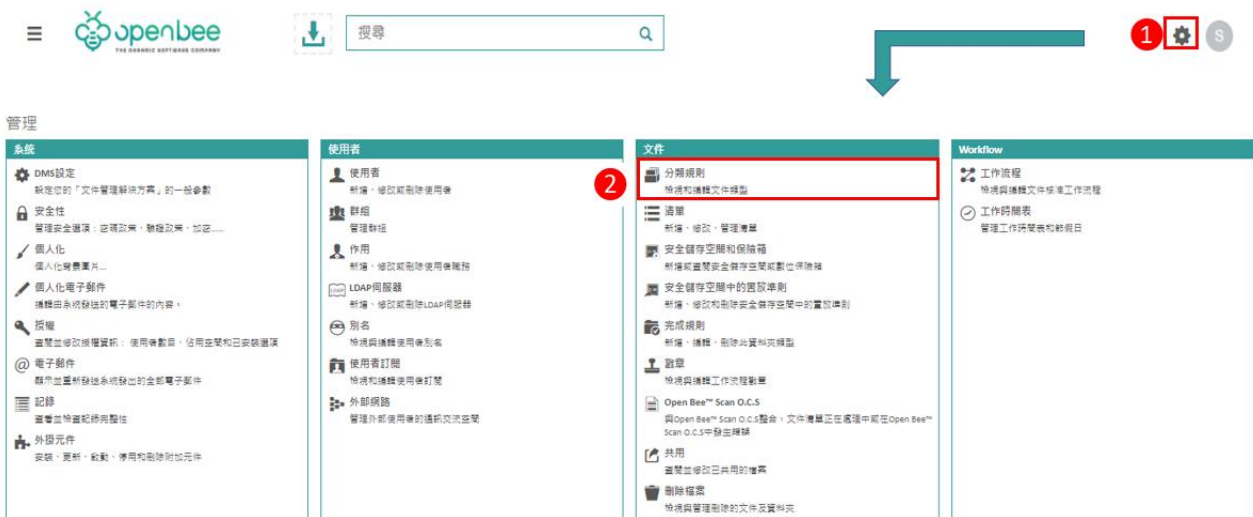 openbee
THE ORGANIC SOFTWARE COMPANY
搜尋
1
S
管理
系統
DMS設定
設定您的「文件管理解決方案」的一般參數
安全性
管理安全選項：密碼政策、驗證政策、加密......
個人化
個人化背景圖片...
個人化電子郵件
編輯由系統發送的電子郵件的內容。
授權
查閱並修改授權資訊： 使用者數目、佔用空間和已安裝選項
電子郵件
顯示並重新發送系統發出的全部電子郵件
記錄
查看並檢查記錄完整性
外掛元件
安裝、更新、啟動、停用和刪除附加元件
使用者
使用者
新增、修改或刪除使用者
群組
管理群組
作用
新增、修改或刪除使用者職務
LDAP
LDAP伺服器
新增、修改或刪除LDAP伺服器
別名
檢視與編輯使用者別名
使用者訂閱
檢視和編輯使用者訂閱
外部網路
管理外部使用者的通訊交流空間
文件
2
分類規則
檢視和編輯文件類型
清單
新增、修改、管理清單
安全儲存空間和保險箱
新增或查閱安全儲存空間或數位保險箱
安全儲存空間中的置放準則
新增、修改和刪除安全儲存空間中的置放準則
完成規則
新增、編輯、刪除此資料夾類型
戳章
檢視與編輯工作流程戳章
Open Bee™ Scan O.C.S
與Open Bee™ Scan O.C.S整合，文件清單正在處理中或在Open Bee™
Scan O.C.S中發生錯誤
共用
查閱並修改已共用的檔案
刪除檔案
檢視與管理刪除的文件及資料夾
Workflow
工作流程
檢視與編輯文件核准工作流程
工作時間表
管理工作時間表和節假日